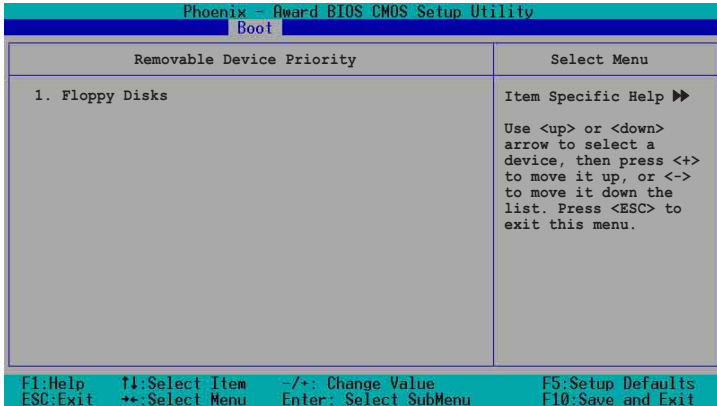 Phoenix - Award BIOS CMOS Setup Utility
Boot
Removable Device Priority
Select Menu
1. Floppy Disks
Item Specific Help ▶▶
Use <up> or <down>
arrow to select a
device, then press <+>
to move it up, or <->
to move it down the
list. Press <ESC> to
exit this menu.
F1:Help ↑↓:Select Item -/+: Change Value F5:Setup Defaults
ESC:Exit →←:Select Menu Enter: Select SubMenu F10:Save and Exit